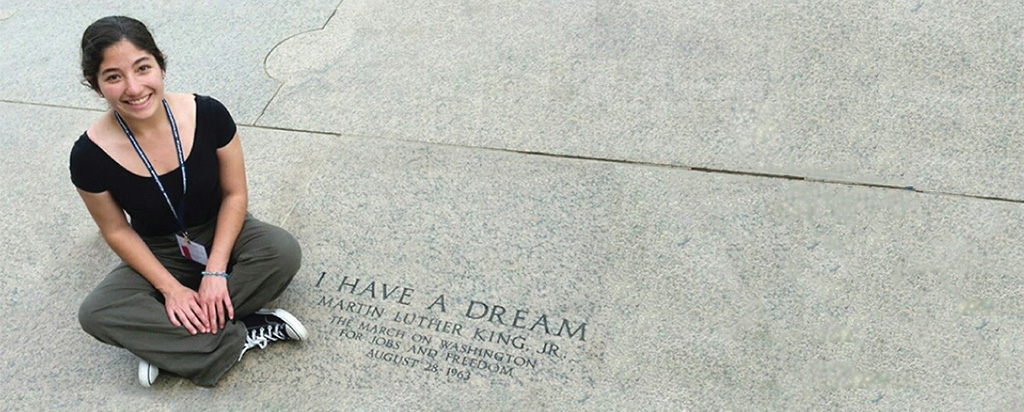 I HAVE A DREAM
MARTIN LUTHER KING, JR.
THE MARCH ON WASHINGTON
FOR JOBS AND FREEDOM
AUGUST 28, 1963